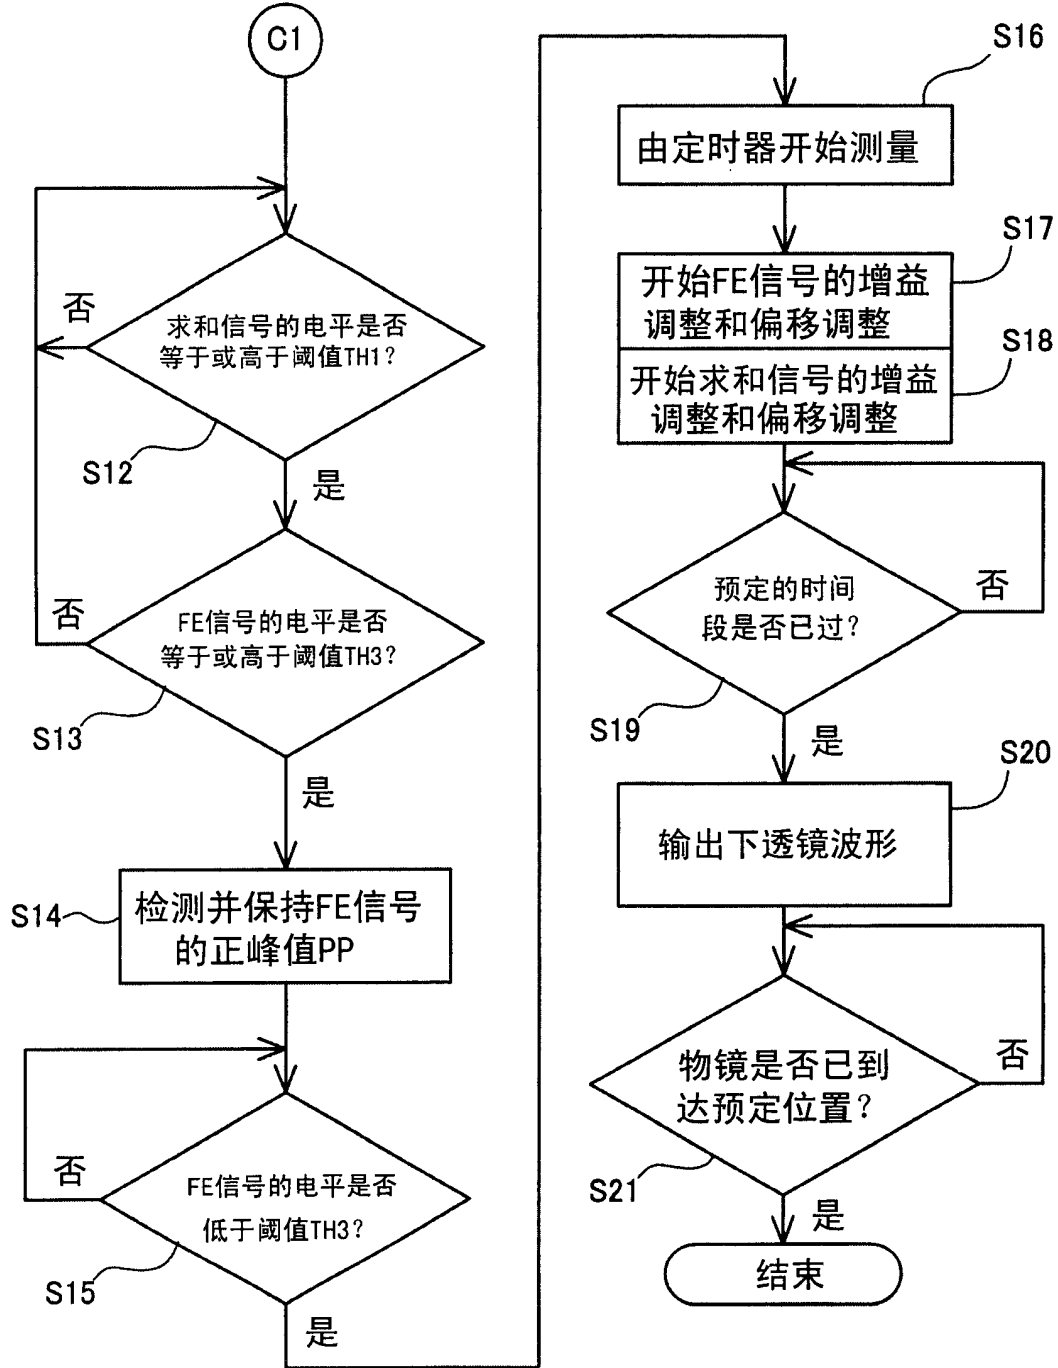 C1
否
求和信号的电平是否
等于或高于阈值TH1?
S12
是
否
FE信号的电平是否
等于或高于阈值TH3?
S13
是
S14
检测并保持FE信号
的正峰值PP
否
FE信号的电平是否
低于阈值TH3?
S15
是
S16
由定时器开始测量
S17
开始FE信号的增益
调整和偏移调整
S18
开始求和信号的增益
调整和偏移调整
预定的时间
段是否已过?
否
S19
是
S20
输出下透镜波形
物镜是否已到
达预定位置?
否
S21
是
结束